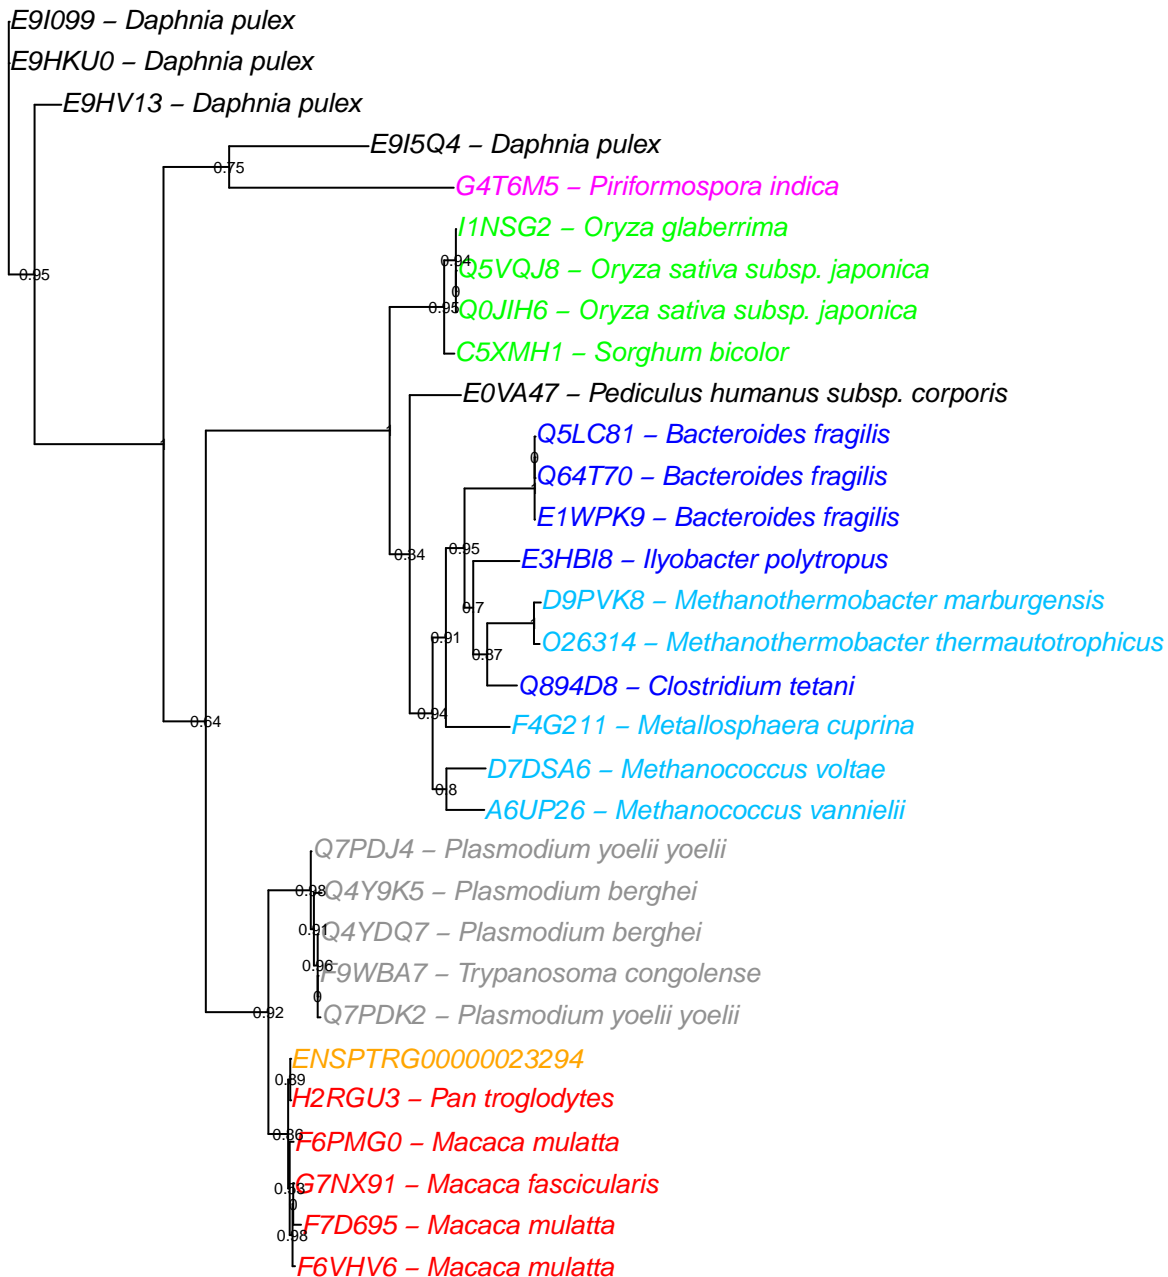 E9I099 – Daphnia pulex
E9HKU0 – Daphnia pulex
E9HV13 – Daphnia pulex
E9I5Q4 – Daphnia pulex
0.75
G4T6M5 – Piriformospora indica
I1NSG2 – Oryza glaberrima
0.94
Q5VQJ8 – Oryza sativa subsp. japonica
0.95
0
0.95
Q0JIH6 – Oryza sativa subsp. japonica
C5XMH1 – Sorghum bicolor
E0VA47 – Pediculus humanus subsp. corporis
1
1
Q5LC81 – Bacteroides fragilis
0
Q64T70 – Bacteroides fragilis
1
E1WPK9 – Bacteroides fragilis
0.84
0.95
E3HBI8 – Ilyobacter polytropus
D9PVK8 – Methanothermobacter marburgensis
0.7
1
0.91
O26314 – Methanothermobacter thermautotrophicus
0.87
Q894D8 – Clostridium tetani
0.64
0.94
F4G211 – Metallosphaera cuprina
D7DSA6 – Methanococcus voltae
0.8
A6UP26 – Methanococcus vannielii
Q7PDJ4 – Plasmodium yoelii yoelii
0.98
Q4Y9K5 – Plasmodium berghei
0.91
Q4YDQ7 – Plasmodium berghei
0.96
F9WBA7 – Trypanosoma congolense
0
0.92
Q7PDK2 – Plasmodium yoelii yoelii
ENSPTRG00000023294
0.89
H2RGU3 – Pan troglodytes
0.86
F6PMG0 – Macaca mulatta
0.53
G7NX91 – Macaca fascicularis
0
F7D695 – Macaca mulatta
0.98
F6VHV6 – Macaca mulatta